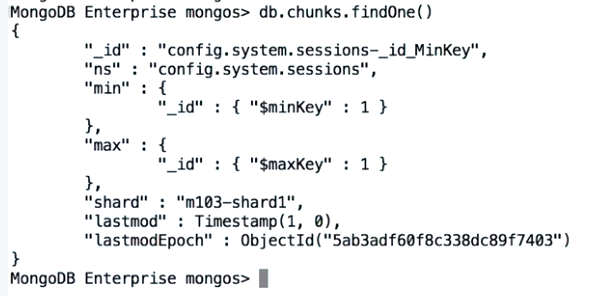 MongoDB Enterprise mongos> db.chunks.findOne()
{
        "_id" : "config.system.sessions-_id_MinKey",
        "ns" : "config.system.sessions",
        "min" : {
                "_id" : { "$minKey" : 1 }
        },
        "max" : {
                "_id" : { "$maxKey" : 1 }
        },
        "shard" : "m103-shard1",
        "lastmod" : Timestamp(1, 0),
        "lastmodEpoch" : ObjectId("5ab3adf60f8c338dc89f7403")
}
MongoDB Enterprise mongos>